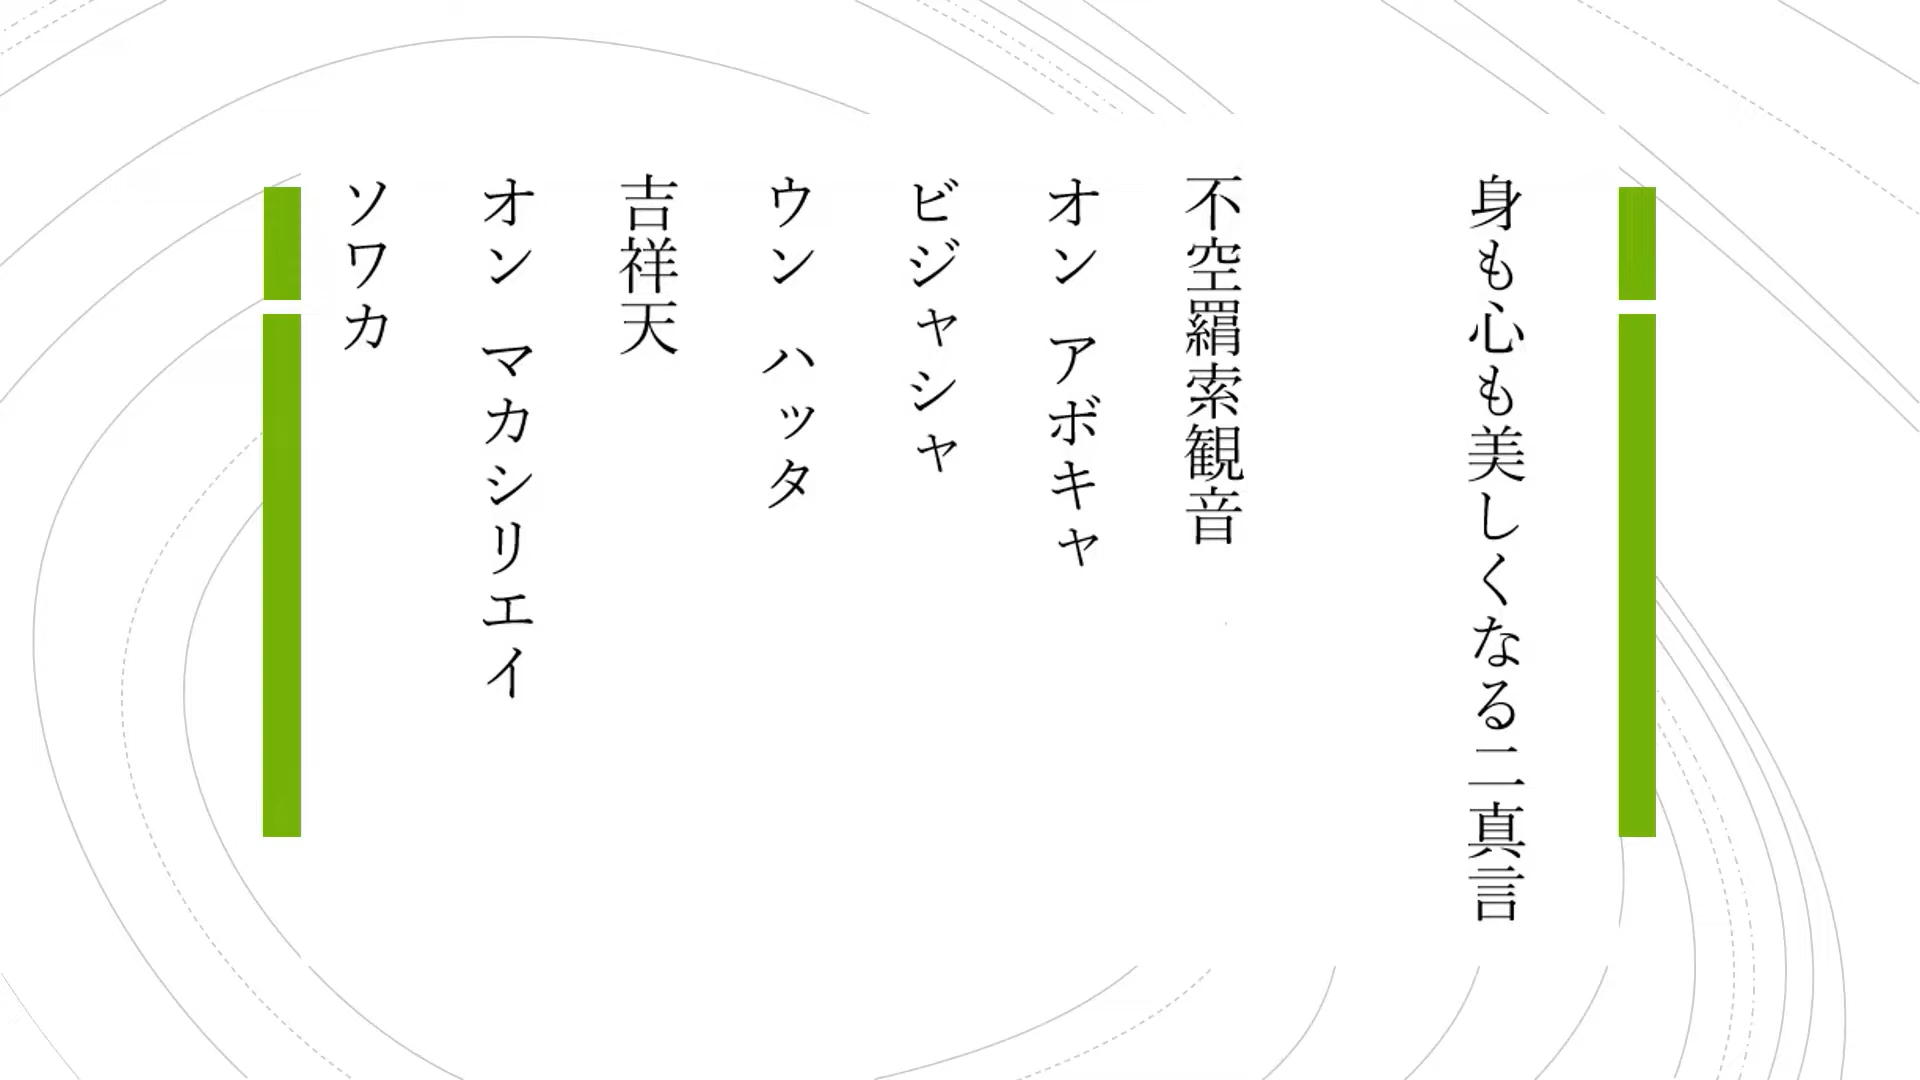 身も心も美しくなる二真言
不空羂索観音
オン アボキャ
ビジャシャ
ウン ハッタ
吉祥天
オン マカシリエイ
ソワカ